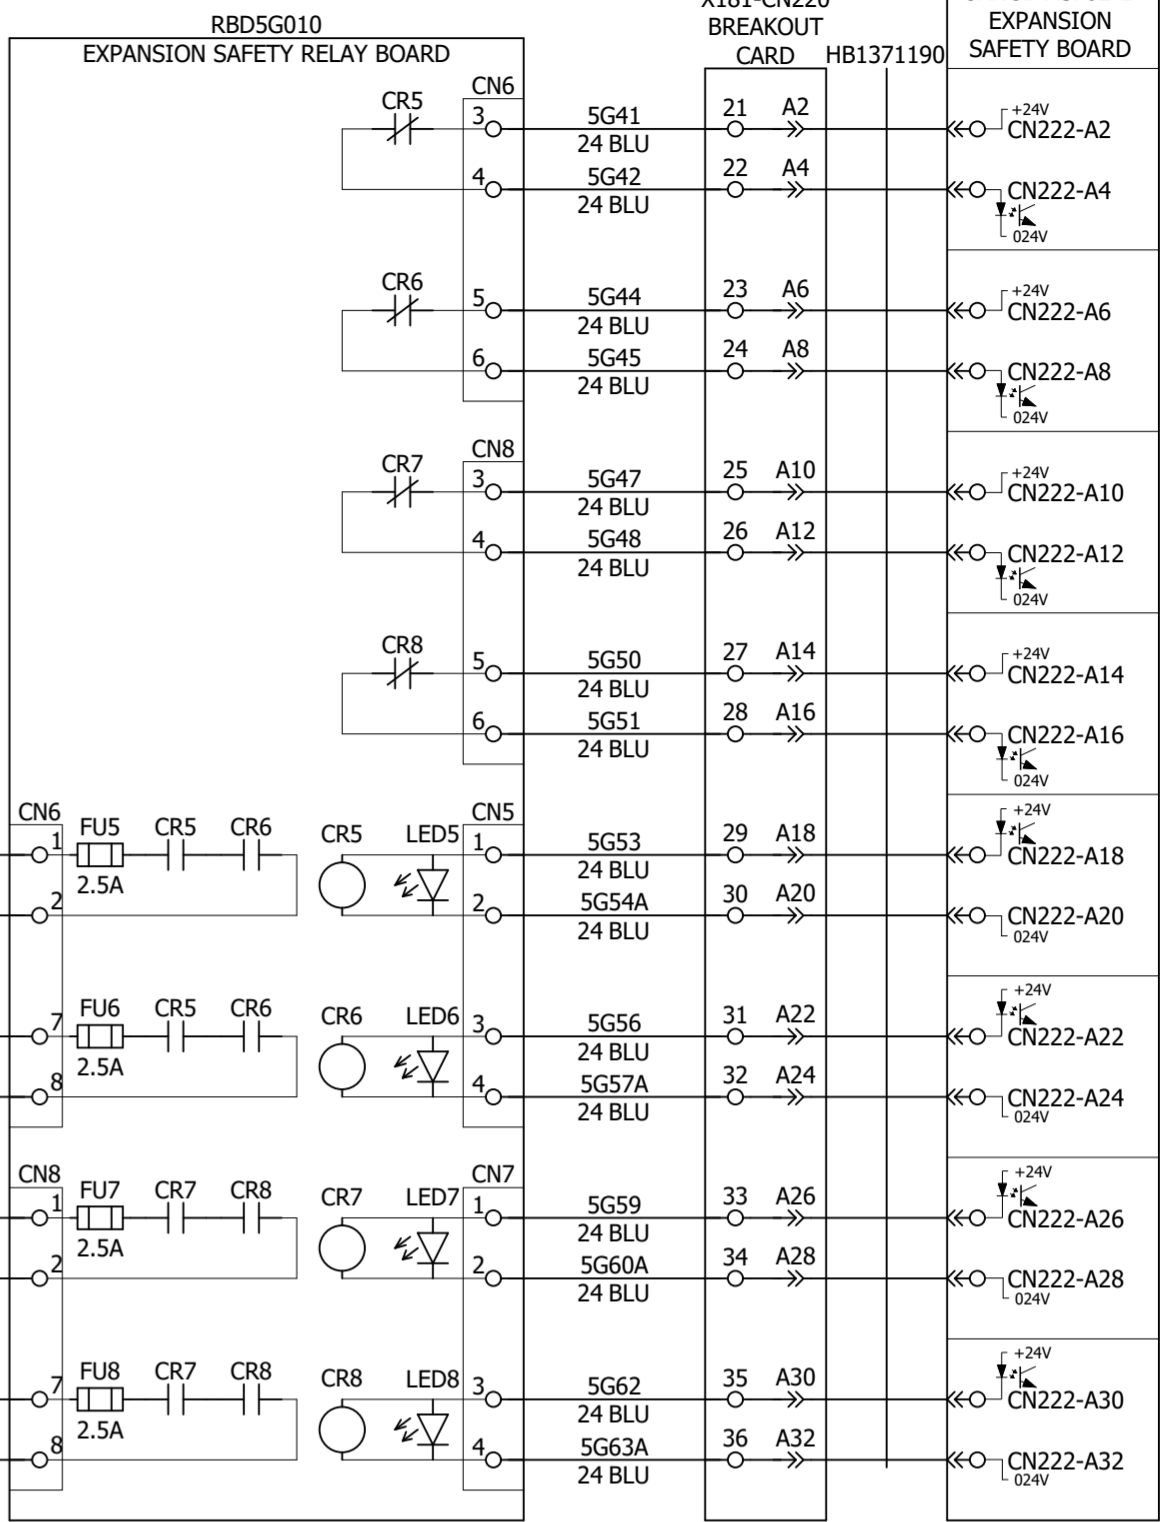 RBD5G010
EXPANSION SAFETY RELAY BOARD
BREAKOUT
CARD
HB1371190
EXPANSION
SAFETY BOARD
CN6
CR5
3
5G41
24 BLU
21
A2
+24V
CN222-A2
4
5G42
24 BLU
22
A4
CN222-A4
024V
CR6
5
5G44
24 BLU
23
A6
+24V
CN222-A6
6
5G45
24 BLU
24
A8
CN222-A8
024V
CN8
CR7
3
5G47
24 BLU
25
A10
+24V
CN222-A10
4
5G48
24 BLU
26
A12
CN222-A12
024V
CR8
5
5G50
24 BLU
27
A14
+24V
CN222-A14
6
5G51
24 BLU
28
A16
CN222-A16
024V
CN6
CN5
1
FU5
2.5A
CR5
CR6
CR5
LED5
1
5G53
24 BLU
29
A18
+24V
CN222-A18
2
2
5G54A
24 BLU
30
A20
CN222-A20
024V
7
FU6
2.5A
CR5
CR6
CR6
LED6
3
5G56
24 BLU
31
A22
+24V
CN222-A22
8
4
5G57A
24 BLU
32
A24
CN222-A24
024V
CN8
CN7
1
FU7
2.5A
CR7
CR8
CR7
LED7
1
5G59
24 BLU
33
A26
+24V
CN222-A26
2
2
5G60A
24 BLU
34
A28
CN222-A28
024V
7
FU8
2.5A
CR7
CR8
CR8
LED8
3
5G62
24 BLU
35
A30
+24V
CN222-A30
8
4
5G63A
24 BLU
36
A32
CN222-A32
024V